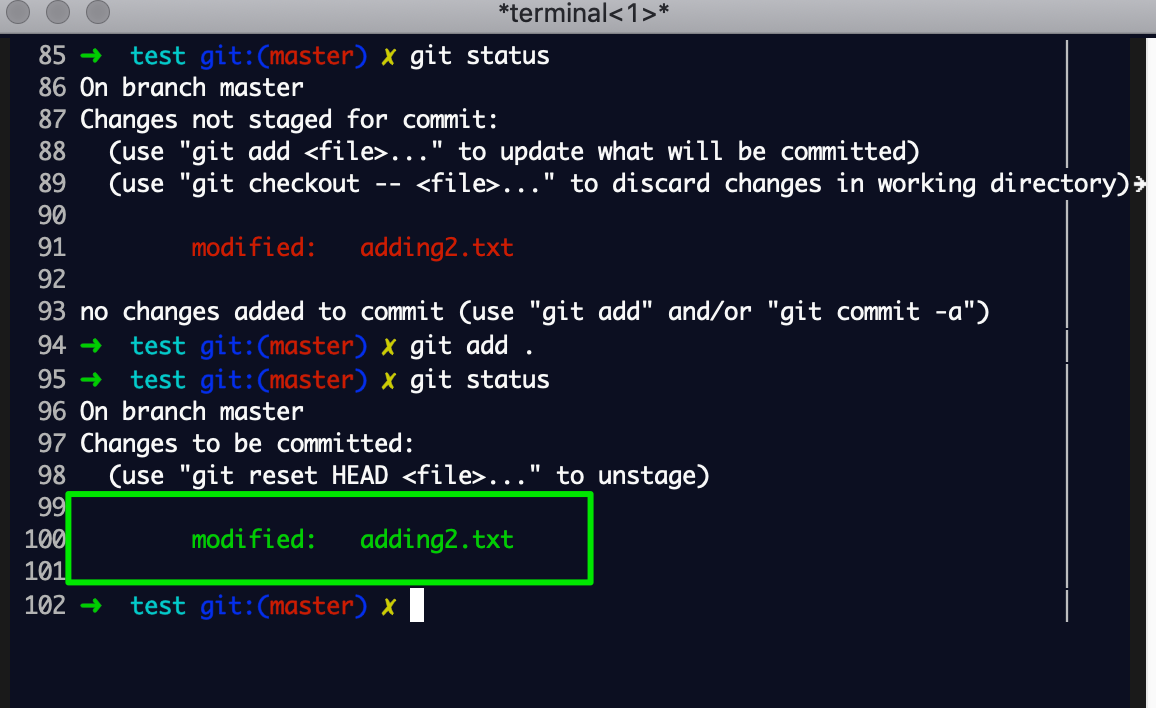 *terminal<1>*
85 ➜  test git:(master) ✗ git status
86 On branch master
87 Changes not staged for commit:
88   (use "git add <file>..." to update what will be committed)
89   (use "git checkout -- <file>..." to discard changes in working directory)
90
91         modified:   adding2.txt
92
93 no changes added to commit (use "git add" and/or "git commit -a")
94 ➜  test git:(master) ✗ git add .
95 ➜  test git:(master) ✗ git status
96 On branch master
97 Changes to be committed:
98   (use "git reset HEAD <file>..." to unstage)
99
100         modified:   adding2.txt
101
102 ➜  test git:(master) ✗